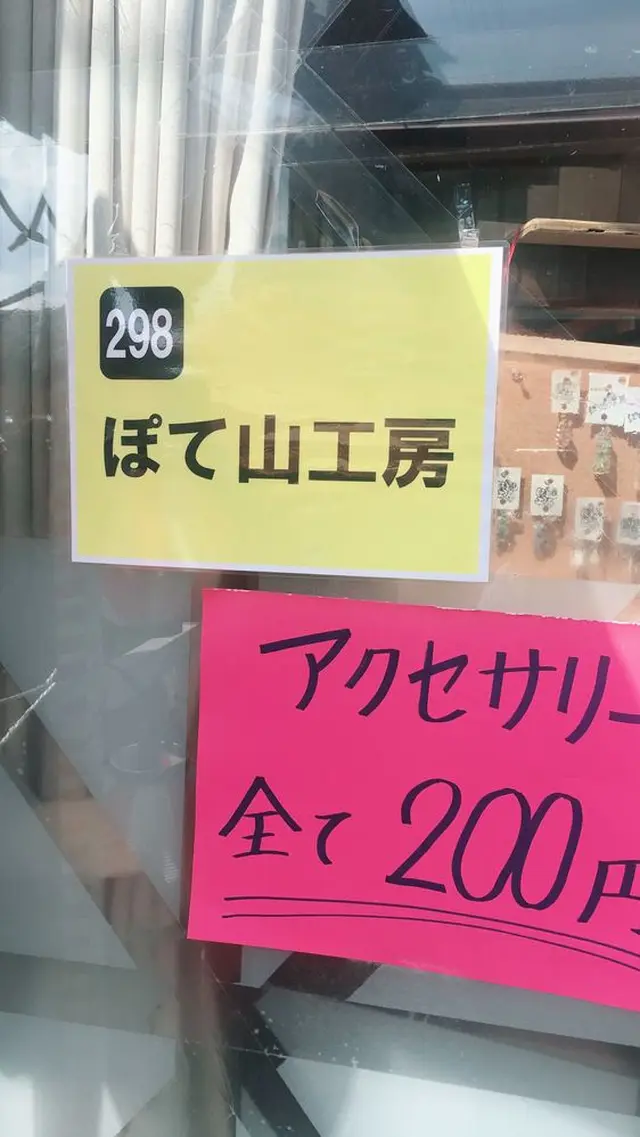 298
ぽて山工房
アクセサリー
全て 200円